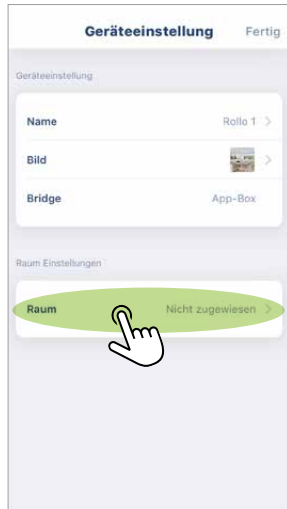 Geräteeinstellung Fertig
Geräteeinstellung
Name Rollo 1
Bild
Bridge App-Box
Raum Einstellungen
Raum Nicht zugewiesen